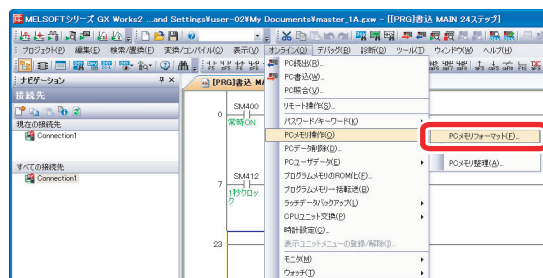 MELSOFTシリーズ GX Works2 ...and Settings¥user-02¥My Documents¥master_1A.gxw - [[PRG]書込 MAIN 24ステップ]
プロジェクト(P) 編集(E) 検索/置換(F) 変換/コンパイル(C) 表示(V) オンライン(O) デバッグ(B) 診断(D) ツール(T) ウィンドウ(W) ヘルプ(H)
ナビゲーション
[PRG]書込 M
接続先
現在の接続先
Connection1
すべての接続先
Connection1
0
SM400
常時ON
7
SM412
1秒クロック
23
PC読出(R)...
PC書込(W)...
PC照合(V)...
リモート操作(S)...
パスワード/キーワード(K)
PCメモリ操作(O)
PCデータ削除(D)...
PCユーザデータ(E)
プログラムメモリのROM化(F)...
プログラムメモリ一括転送(B)
ラッチデータバックアップ(L)
CPUユニット交換(P)
時計設定(C)...
表示ユニットメニューの登録/解除(I)...
モニタ(M)
ウォッチ(T)
PCメモリフォーマット(F)...
PCメモリ整理(A)...